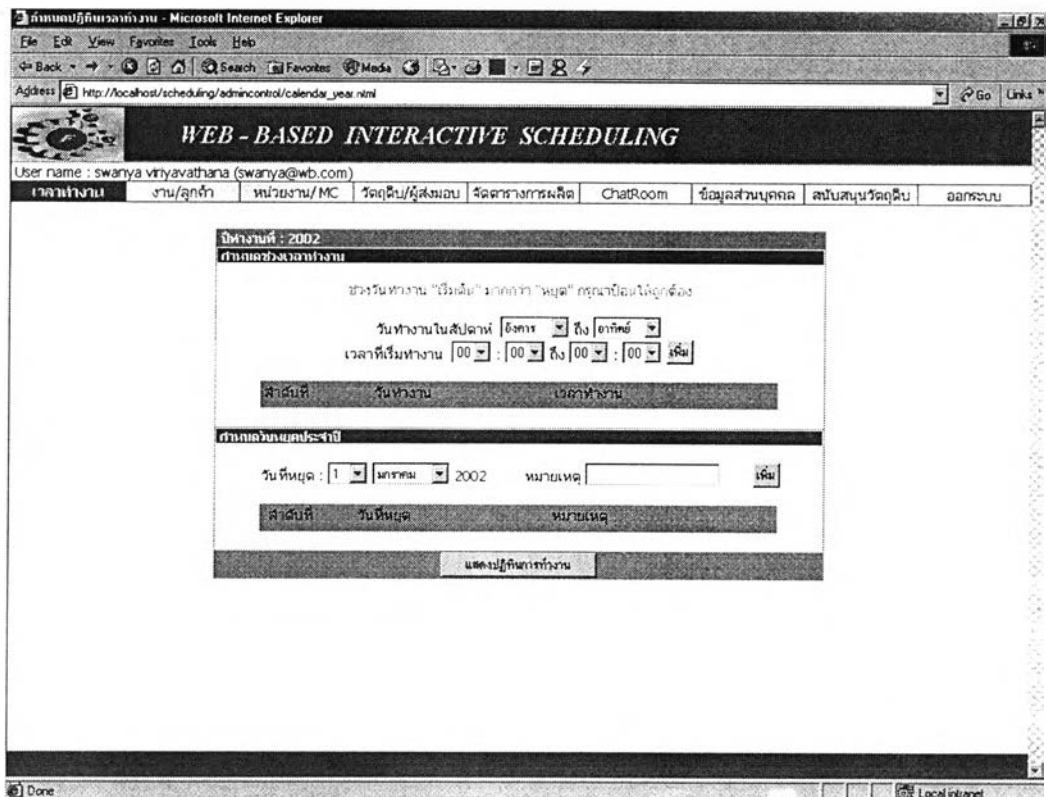 กำหนดปฏิทินเวลาทำงาน - Microsoft Internet Explorer
File Edit View Favorites Tools Help
Back Search Favorites Media
Address http://localhost/scheduling/admincontrol/calendar_year.html Go Links
WEB - BASED INTERACTIVE SCHEDULING
User name : swanya viriyavathana (swanya@wb.com)
เวลาทำงาน งาน/ลูกค้า หน่วยงาน/ MC วัตถุดิบ/ผู้ส่งมอบ จัดตารางการผลิต ChatRoom ข้อมูลส่วนบุคคล สนับสนุนวัตถุดิบ ออกระบบ
ปีทำงานที่ : 2002
กำหนดช่วงเวลาทำงาน
ช่วงวันทำงาน "เริ่มต้น" มากกว่า "หยุด" กรุณาป้อนให้ถูกต้อง
วันทำงานในสัปดาห์ อังคาร ถึง อาทิตย์
เวลาที่เริ่มทำงาน 00 : 00 ถึง 00 : 00 เพิ่ม
ลำดับที่ วันทำงาน เวลาทำงาน
กำหนดวันหยุดประจำปี
วันที่หยุด : 1 มกราคม 2002 หมายเหตุ เพิ่ม
ลำดับที่ วันที่หยุด หมายเหตุ
แสดงปฏิทินการทำงาน
Done Local intranet